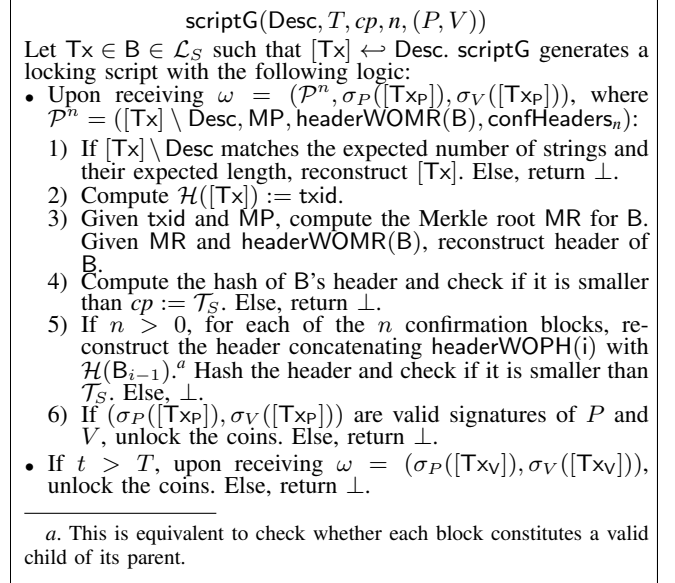 scriptG(Desc, T, cp, n, (P, V))
Let Tx ∈ B ∈ ℒ_S such that [Tx] ↩ Desc. scriptG generates a
locking script with the following logic:
• Upon receiving ω = (𝒫ⁿ, σ_P([Tx_P]), σ_V([Tx_P])), where
𝒫ⁿ = ([Tx] \ Desc, MP, headerWOMR(B), confHeaders_n):
1) If [Tx] \ Desc matches the expected number of strings and
their expected length, reconstruct [Tx]. Else, return ⊥.
2) Compute ℋ([Tx]) := txid.
3) Given txid and MP, compute the Merkle root MR for B.
Given MR and headerWOMR(B), reconstruct header of
B.
4) Compute the hash of B's header and check if it is smaller
than cp := 𝒯_S. Else, return ⊥.
5) If n > 0, for each of the n confirmation blocks, re-
construct the header concatenating headerWOPH(i) with
ℋ(B_{i−1}).ᵃ Hash the header and check if it is smaller than
𝒯_S. Else, ⊥.
6) If (σ_P([Tx_P]), σ_V([Tx_P])) are valid signatures of P and
V, unlock the coins. Else, return ⊥.
• If t > T, upon receiving ω = (σ_P([Tx_V]), σ_V([Tx_V])),
unlock the coins. Else, return ⊥.
a. This is equivalent to check whether each block constitutes a valid
child of its parent.